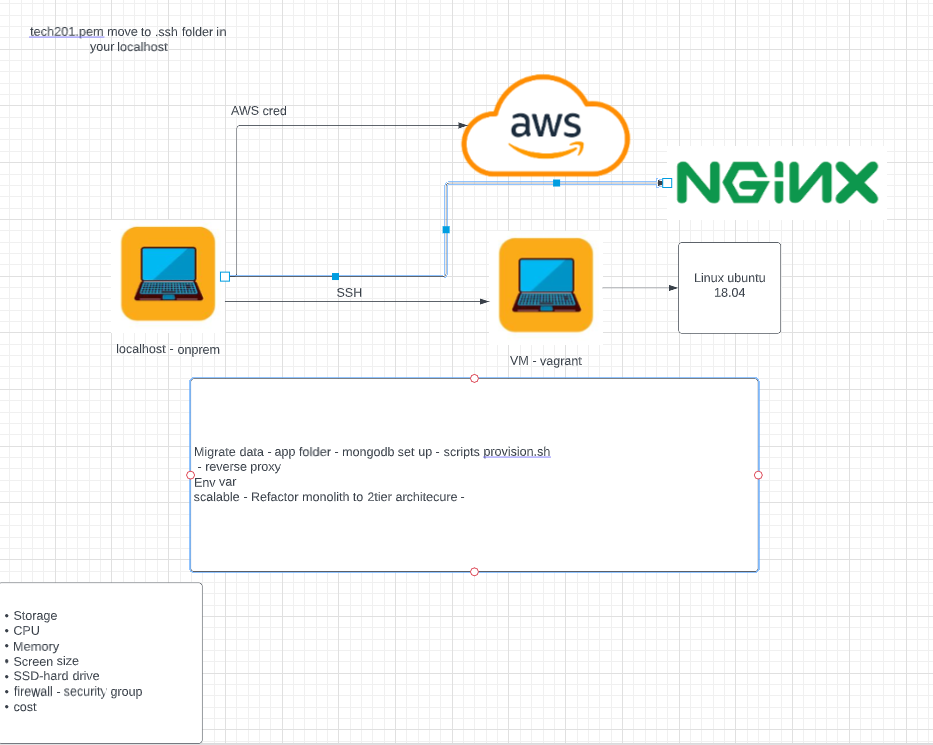 tech201.pem move to .ssh folder in
your localhost
AWS cred
aws
NGiNX
SSH
Linux ubuntu
18.04
localhost - onprem
VM - vagrant
Migrate data - app folder - mongodb set up - scripts provision.sh
- reverse proxy
Env var
scalable - Refactor monolith to 2tier architecure -
• Storage
• CPU
• Memory
• Screen size
• SSD-hard drive
• firewall - security group
• cost